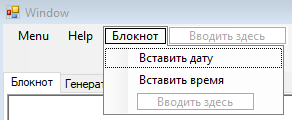 Window
Menu Help Блокнот Вводить здесь
Вставить дату
Вставить время
Блокнот Генерат
Вводить здесь